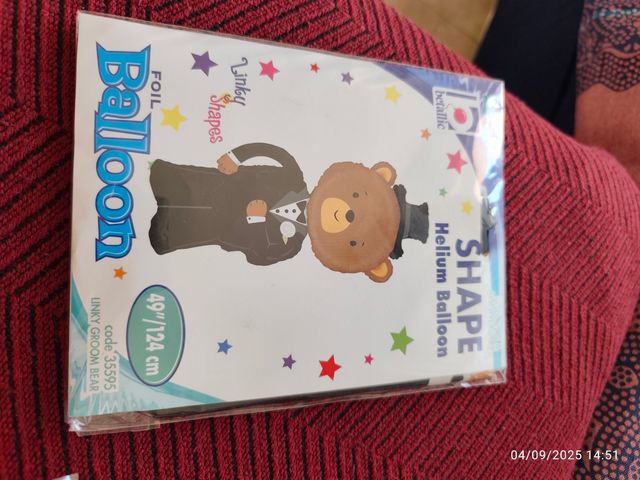 betallic
SHAPE
Helium Balloon
Linky
Shapes
FOIL
Balloon
49"/124 cm
code 35595
LINKY GROOM BEAR
04/09/2025 14:51